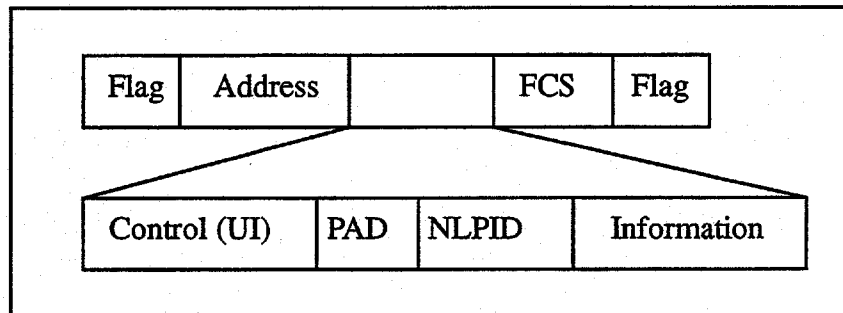 Flag Address FCS Flag
Control (UI) PAD NLPID Information